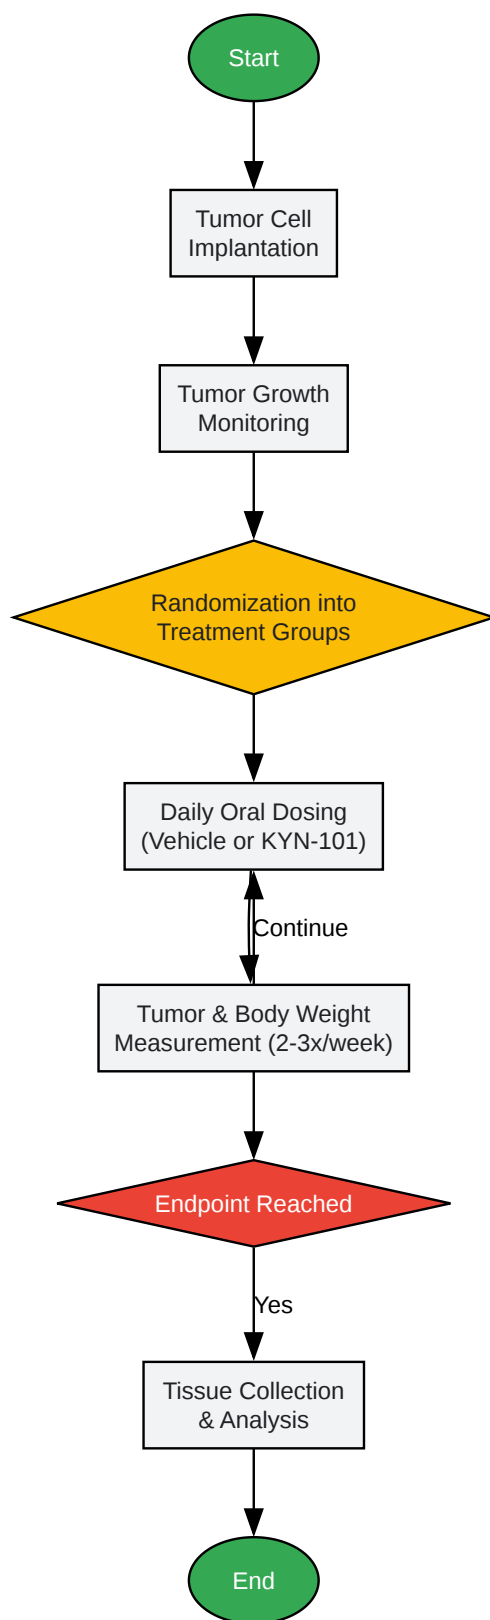 Start
Tumor Cell
Implantation
Tumor Growth
Monitoring
Randomization into
Treatment Groups
Daily Oral Dosing
(Vehicle or KYN-101)
Continue
Tumor & Body Weight
Measurement (2-3x/week)
Endpoint Reached
Yes
Tissue Collection
& Analysis
End